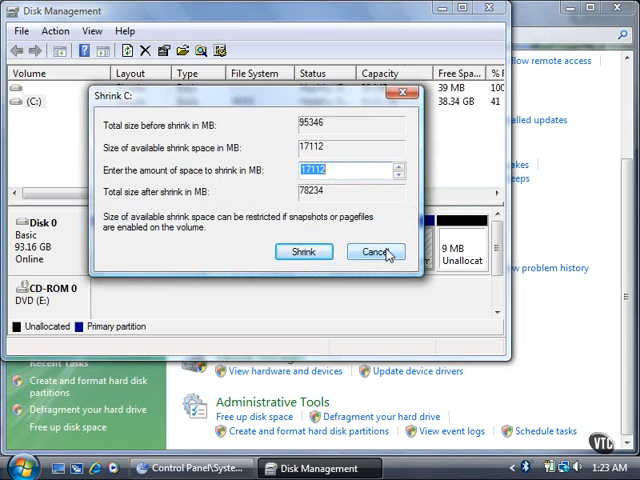 Disk Management
File Action View Help
Volume Layout Type File System Status Capacity Free Spa... %
39 MB 100
(C:) 38.34 GB 41
Shrink C:
Total size before shrink in MB: 95346
Size of available shrink space in MB: 17112
Enter the amount of space to shrink in MB: 17112
Total size after shrink in MB: 78234
Size of available shrink space can be restricted if snapshots or pagefiles
are enabled on the volume.
Shrink Cancel
Disk 0
Basic
93.16 GB
Online
9 MB
Unallocat
CD-ROM 0
DVD (E:)
Unallocated Primary partition
llow remote access
olled updates
akes
eps
ew problem history
View hardware and devices Update device drivers
Administrative Tools
Free up disk space Defragment your hard drive
Create and format hard disk partitions View event logs Schedule tasks
Create and format hard disk
partitions
Defragment your hard drive
Free up disk space
VTC
Control Panel\Syste... Disk Management 1:23 AM